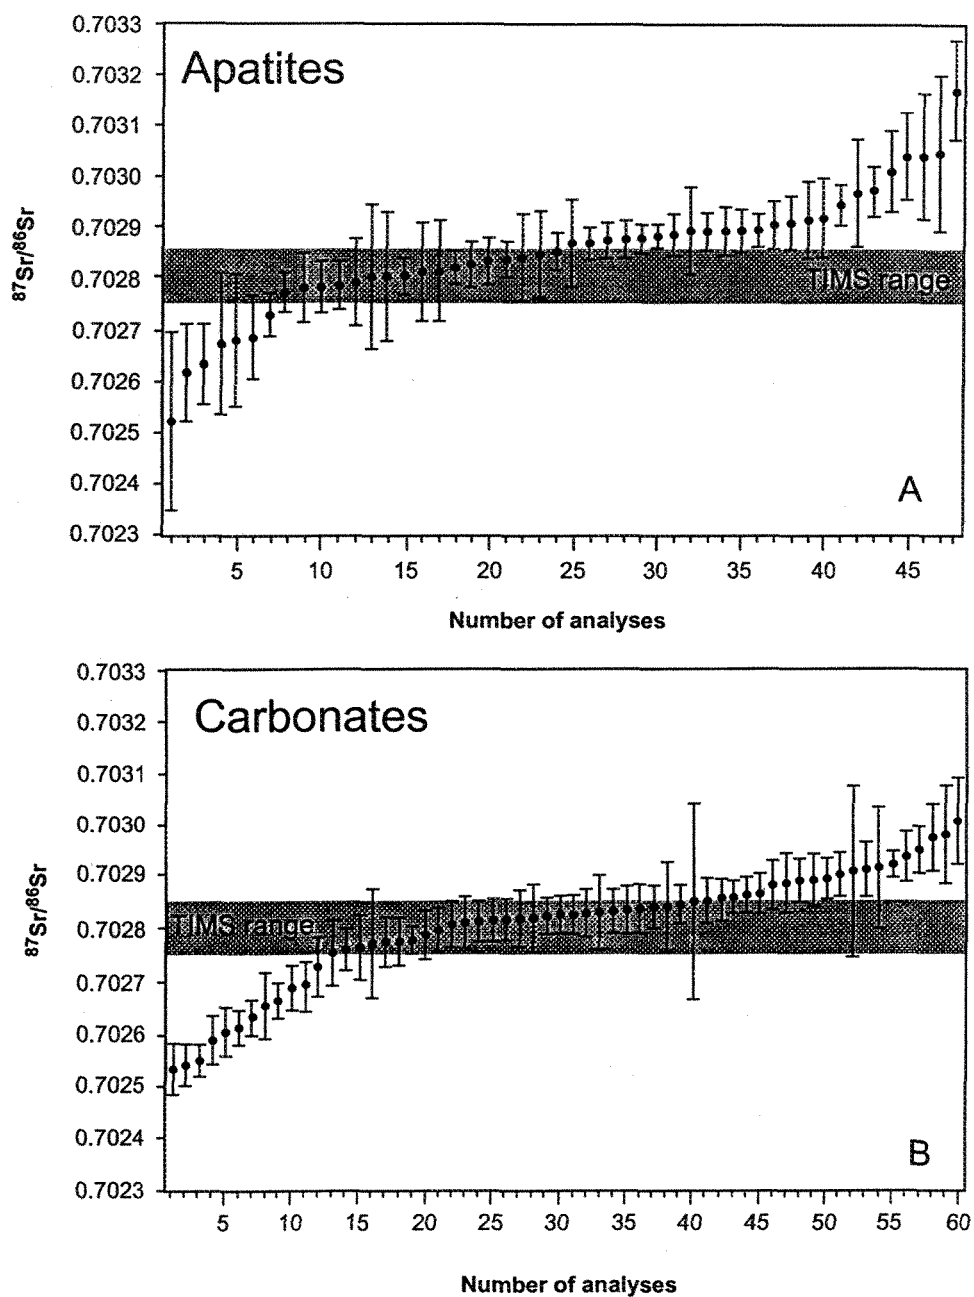 0.7033
Apatites
0.7032
0.7031
0.7030
0.7029
0.7028
0.7027
0.7026
0.7025
0.7024
0.7023
87Sr/86Sr
TIMS range
A
5 10 15 20 25 30 35 40 45
Number of analyses
0.7033
Carbonates
0.7032
0.7031
0.7030
0.7029
0.7028
0.7027
0.7026
0.7025
0.7024
0.7023
87Sr/86Sr
TIMS range
B
5 10 15 20 25 30 35 40 45 50 55 60
Number of analyses